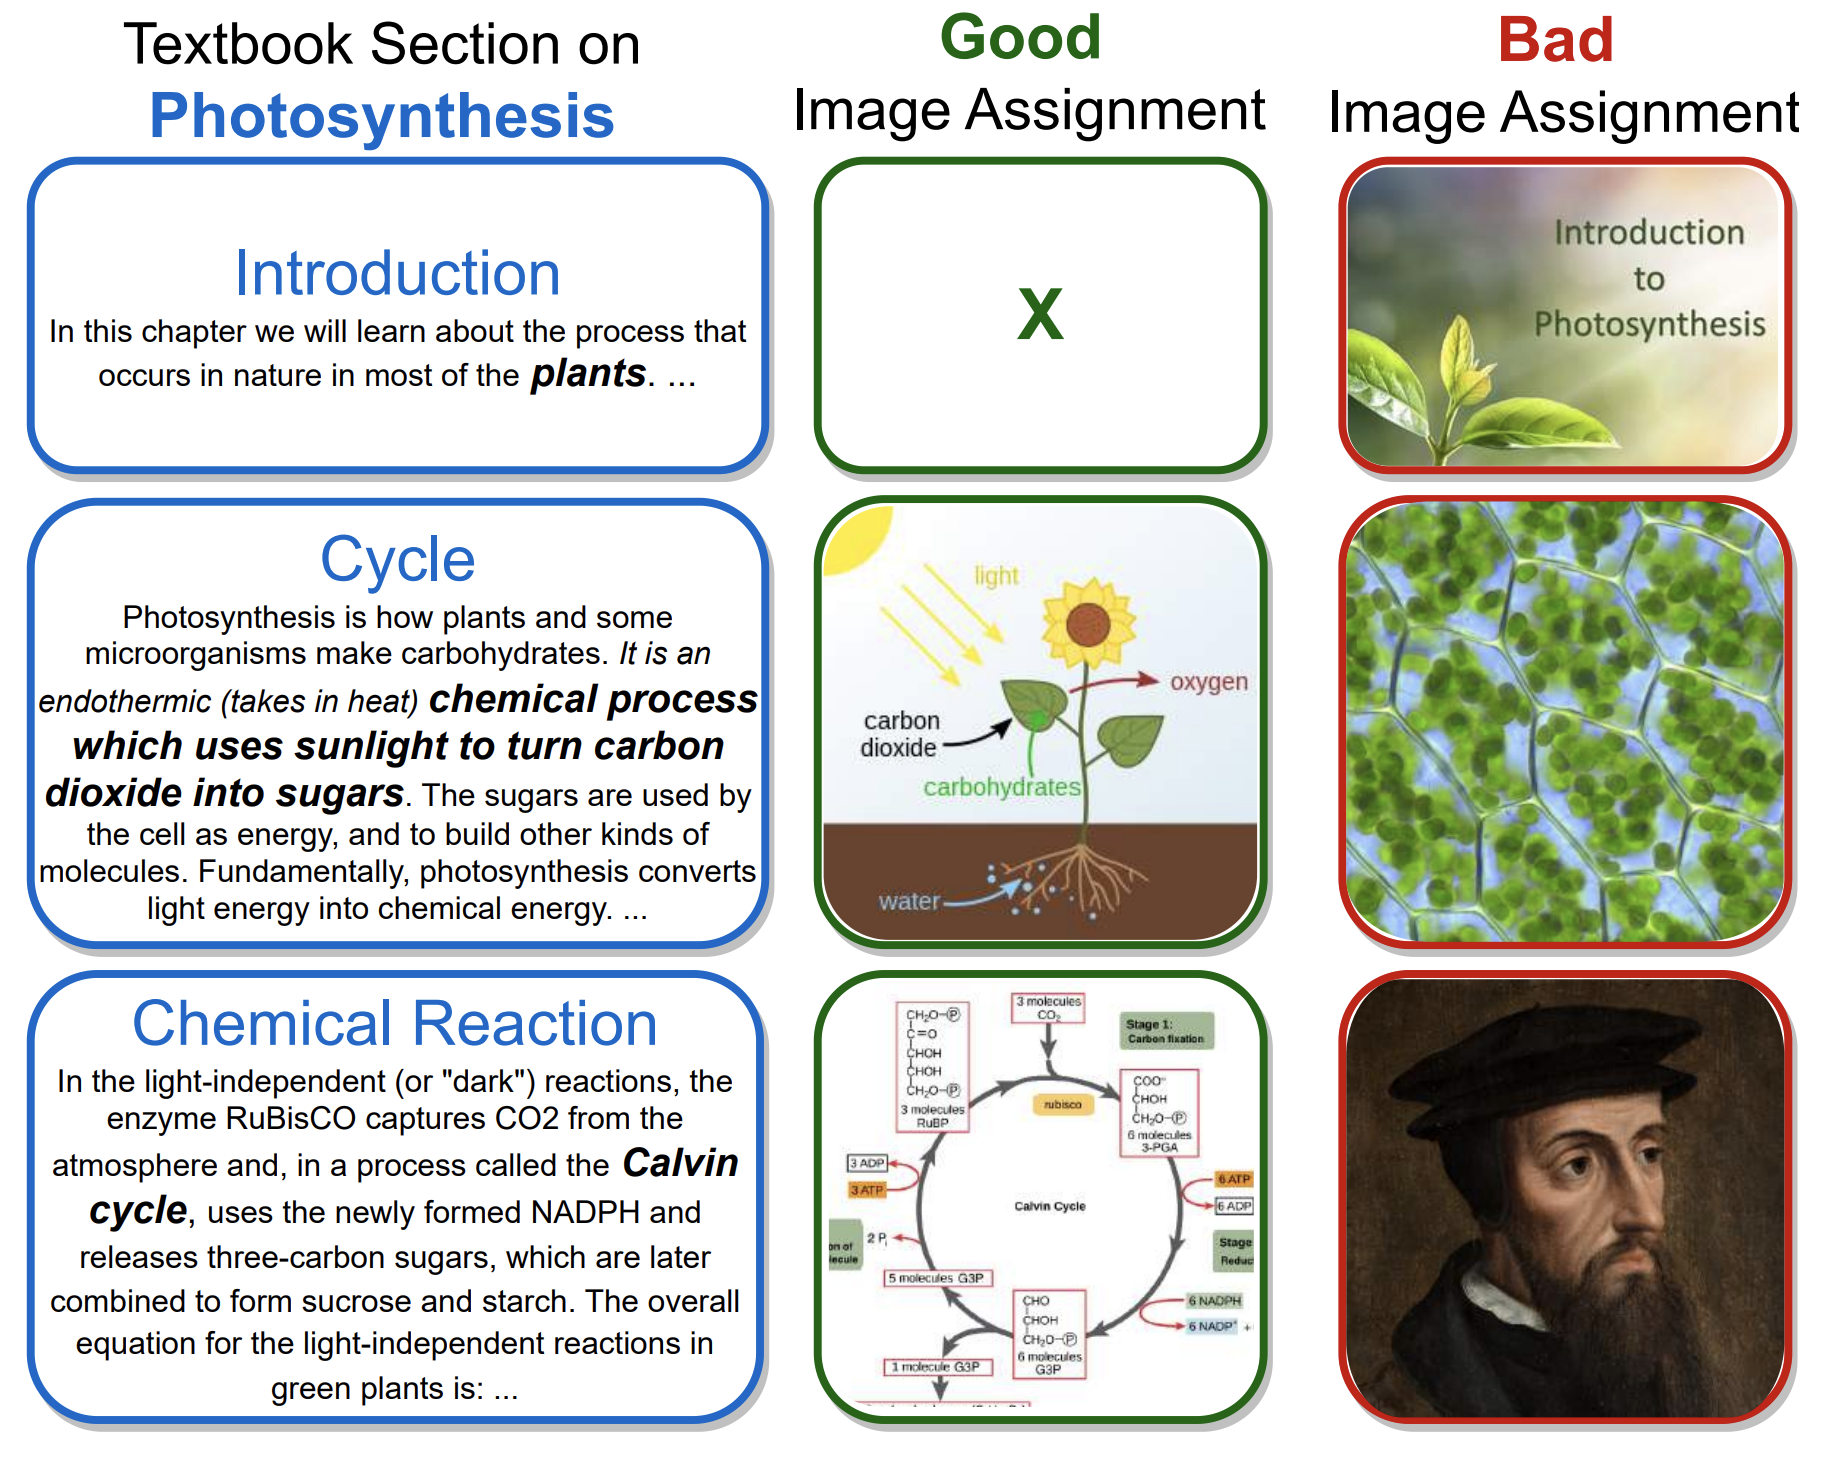 Textbook Section on
Photosynthesis
Good
Image Assignment
Bad
Image Assignment
Introduction
In this chapter we will learn about the process that
occurs in nature in most of the plants. ...
X
Introduction
to
Photosynthesis
Cycle
Photosynthesis is how plants and some
microorganisms make carbohydrates. It is an
endothermic (takes in heat) chemical process
which uses sunlight to turn carbon
dioxide into sugars. The sugars are used by
the cell as energy, and to build other kinds of
molecules. Fundamentally, photosynthesis converts
light energy into chemical energy. ...
light
oxygen
carbon
dioxide
carbohydrates
water
Chemical Reaction
In the light-independent (or "dark") reactions, the
enzyme RuBisCO captures CO2 from the
atmosphere and, in a process called the Calvin
cycle, uses the newly formed NADPH and
releases three-carbon sugars, which are later
combined to form sucrose and starch. The overall
equation for the light-independent reactions in
green plants is: ...
CH₂O–Ⓟ
C=O
CHOH
CHOH
CH₂O–Ⓟ
3 molecules
RuBP
3 molecules
CO₂
Stage 1:
Carbon fixation
rubisco
COO⁻
CHOH
CH₂O–Ⓟ
6 molecules
3-PGA
3 ADP
3 ATP
6 ATP
6 ADP
Calvin Cycle
on of
lecule
2 Pᵢ
Stage
Reduc
5 molecules G3P
CHO
CHOH
CH₂O–Ⓟ
6 molecules
G3P
6 NADPH
6 NADP⁺ +
1 molecule G3P